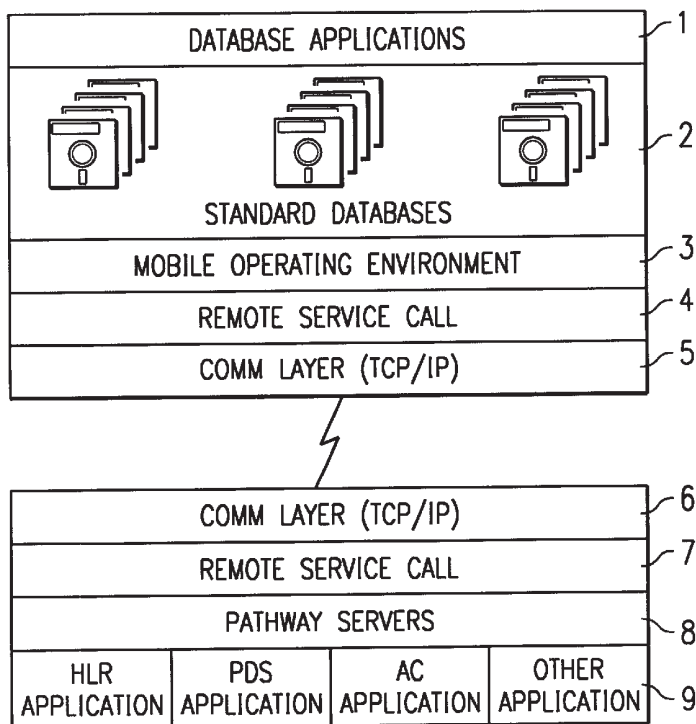 DATABASE APPLICATIONS 1
2
STANDARD DATABASES
MOBILE OPERATING ENVIRONMENT 3
REMOTE SERVICE CALL 4
COMM LAYER (TCP/IP) 5
COMM LAYER (TCP/IP) 6
REMOTE SERVICE CALL 7
PATHWAY SERVERS 8
HLR APPLICATION
PDS APPLICATION
AC APPLICATION
OTHER APPLICATION
9